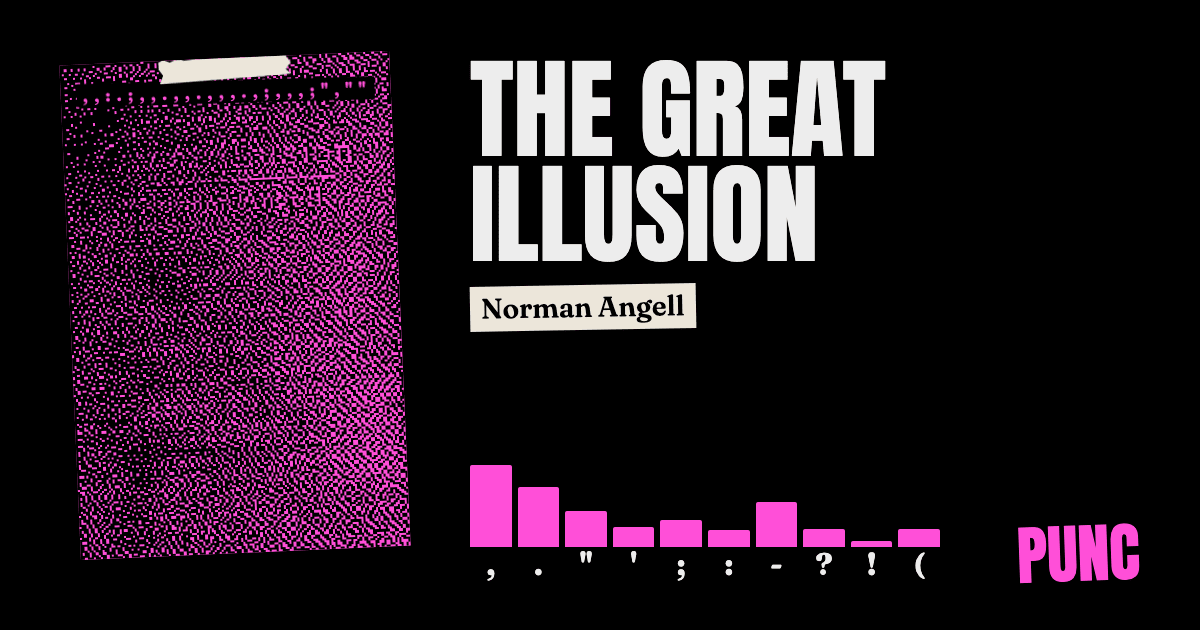 THE GREAT
ILLUSION
Norman Angell
, . " ' ; : - ? ! (
PUNC